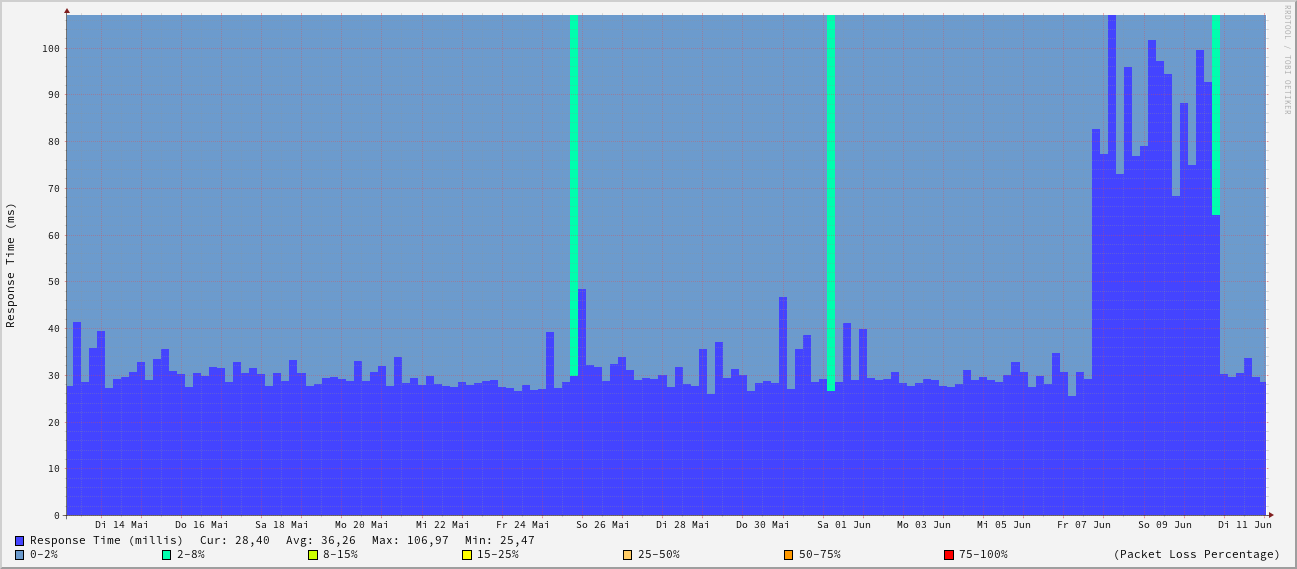 RRDTOOL / TOBI OETIKER
Response Time (ms)
100
90
80
70
60
50
40
30
20
10
0
Di 14 Mai Do 16 Mai Sa 18 Mai Mo 20 Mai Mi 22 Mai Fr 24 Mai So 26 Mai Di 28 Mai Do 30 Mai Sa 01 Jun Mo 03 Jun Mi 05 Jun Fr 07 Jun So 09 Jun Di 11 Jun
Response Time (millis) Cur: 28,40 Avg: 36,26 Max: 106,97 Min: 25,47
0-2% 2-8% 8-15% 15-25% 25-50% 50-75% 75-100% (Packet Loss Percentage)